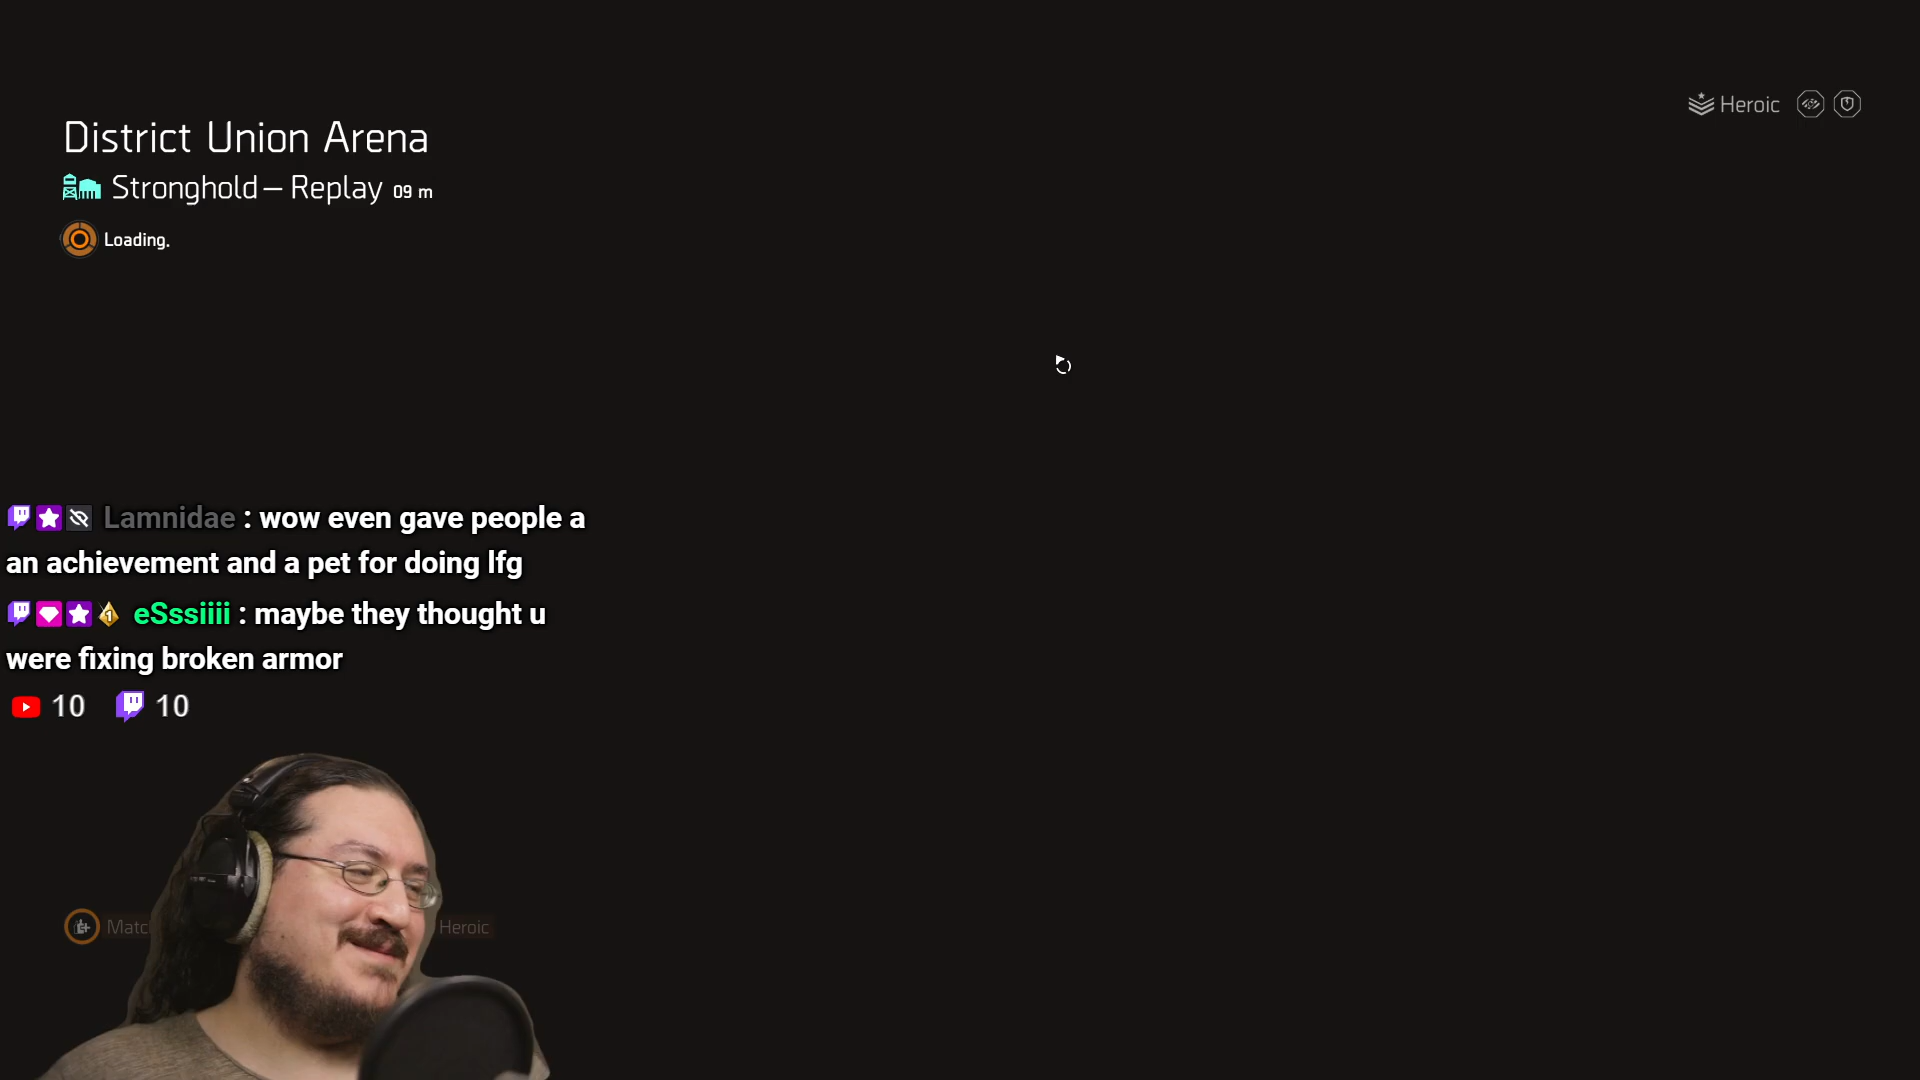 District Union Arena
Stronghold – Replay 09 m
Loading.
Heroic
Lamnidae : wow even gave people a
an achievement and a pet for doing lfg
eSssiiii : maybe they thought u
were fixing broken armor
10 10
Heroic